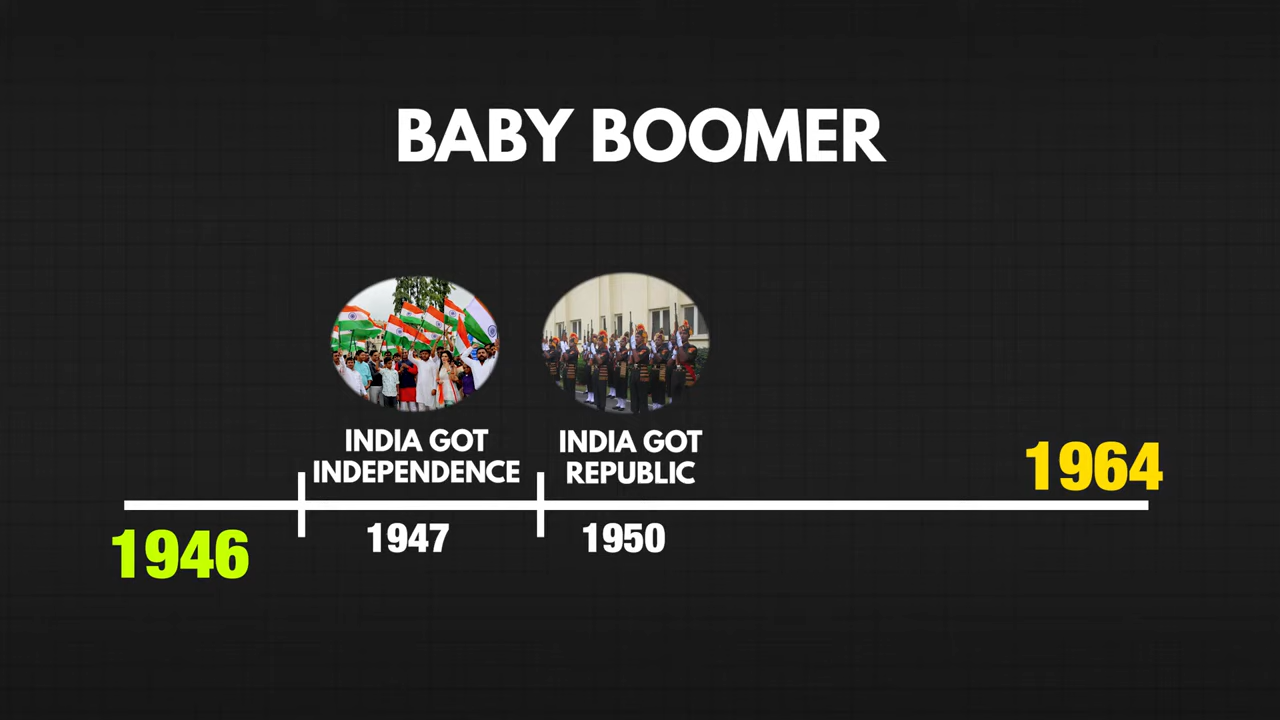 BABY BOOMER
INDIA GOT
INDEPENDENCE
INDIA GOT
REPUBLIC
1964
1947
1950
1946